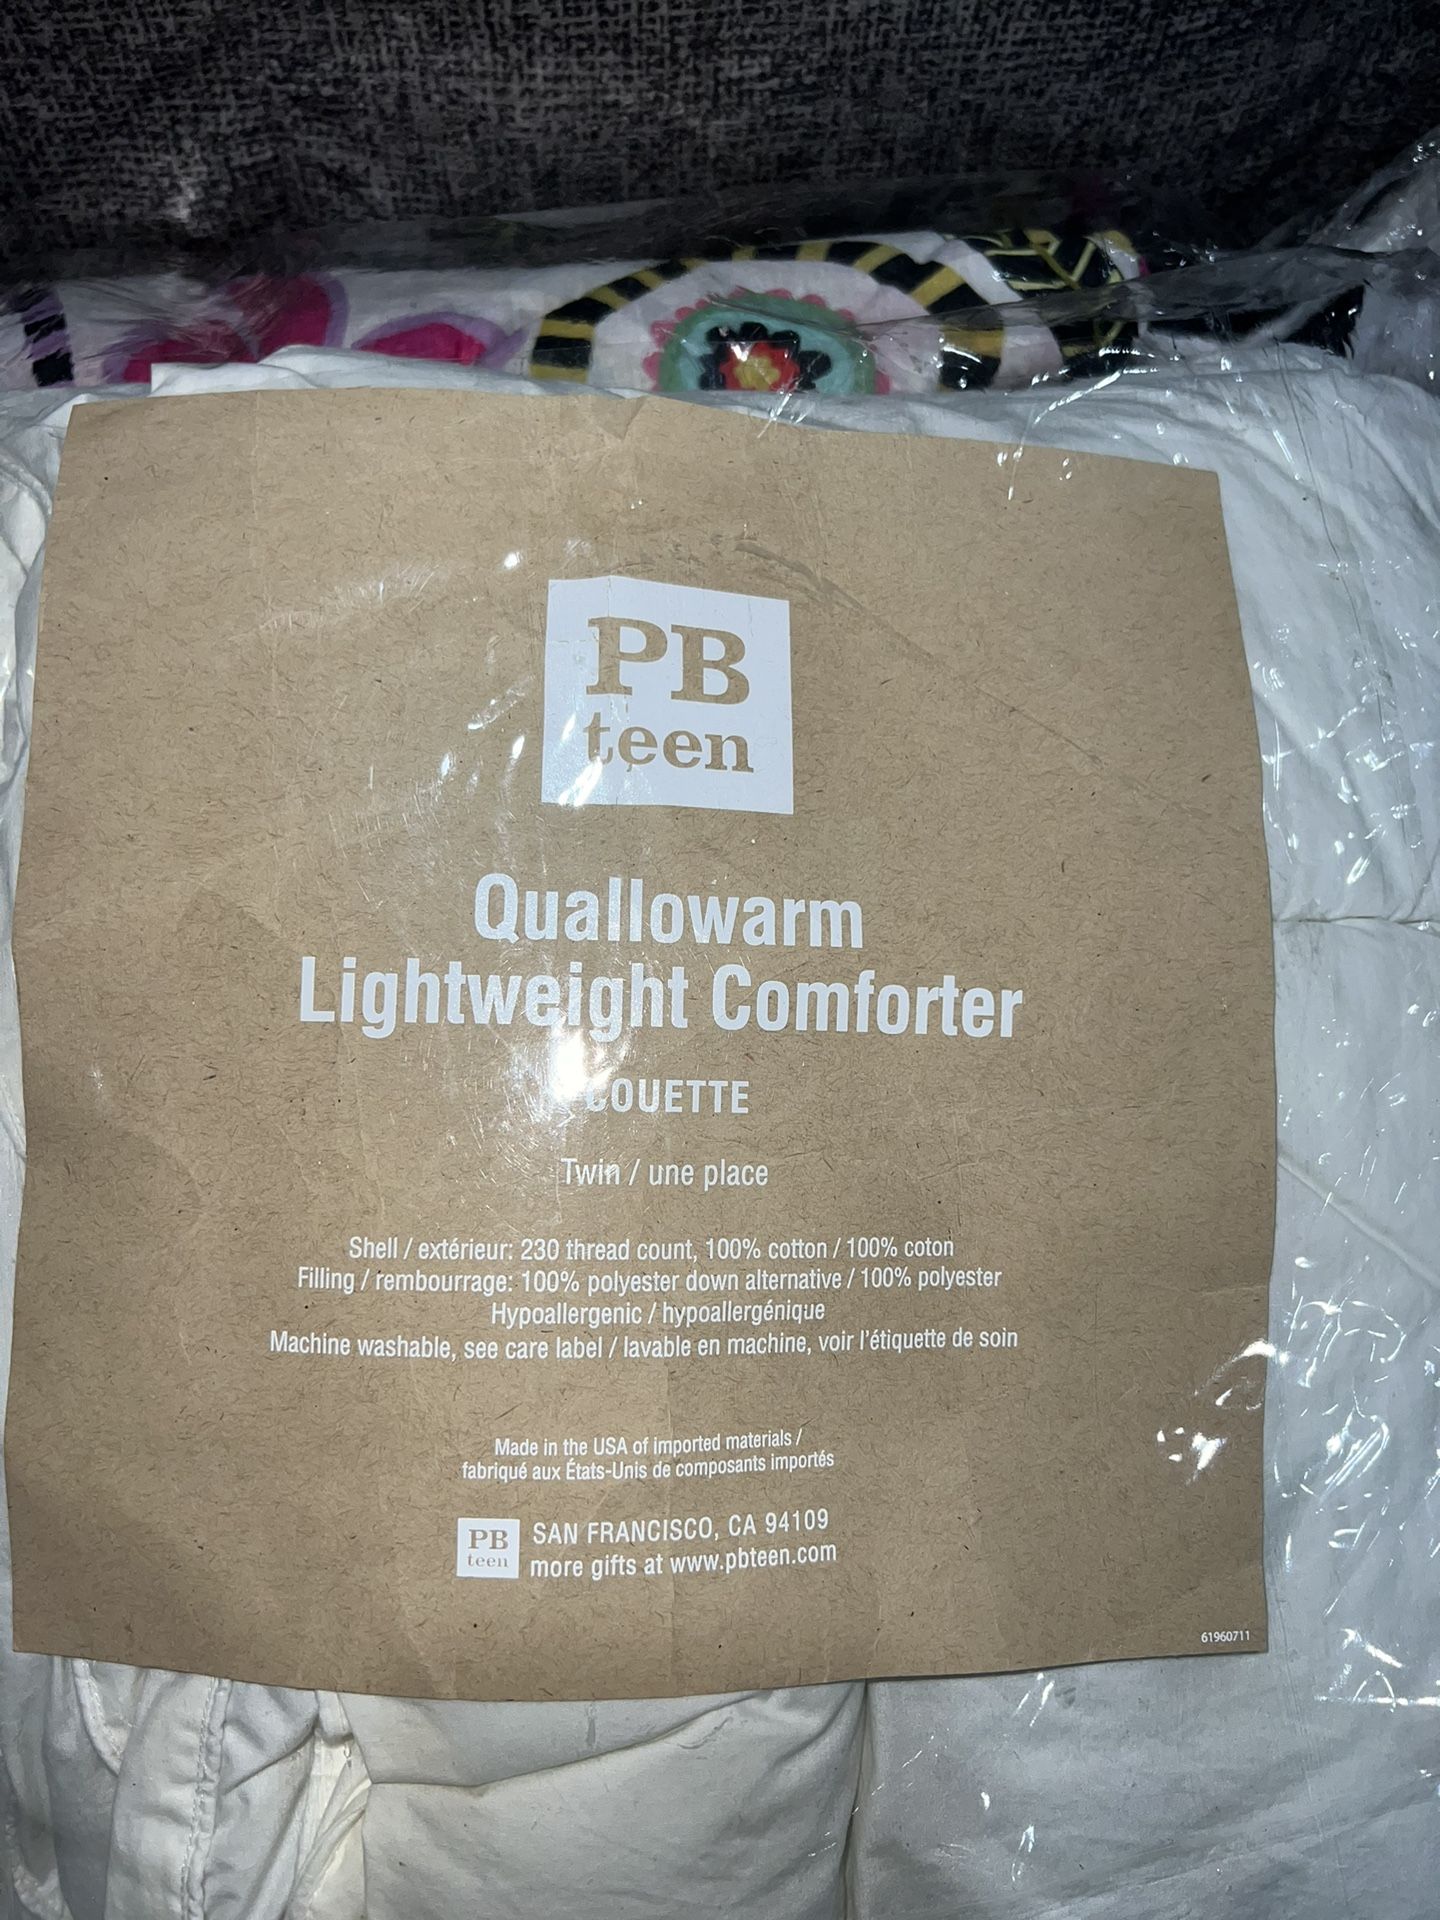 PB
teen
Quallowarm
Lightweight Comforter
COUETTE
Twin / une place
Shell / extérieur: 230 thread count, 100% cotton / 100% coton
Filling / rembourrage: 100% polyester down alternative / 100% polyester
Hypoallergenic / hypoallergénique
Machine washable, see care label / lavable en machine, voir l'étiquette de soin
Made in the USA of imported materials /
fabriqué aux États-Unis de composants importés
PB
teen
SAN FRANCISCO, CA 94109
more gifts at www.pbteen.com
61960711